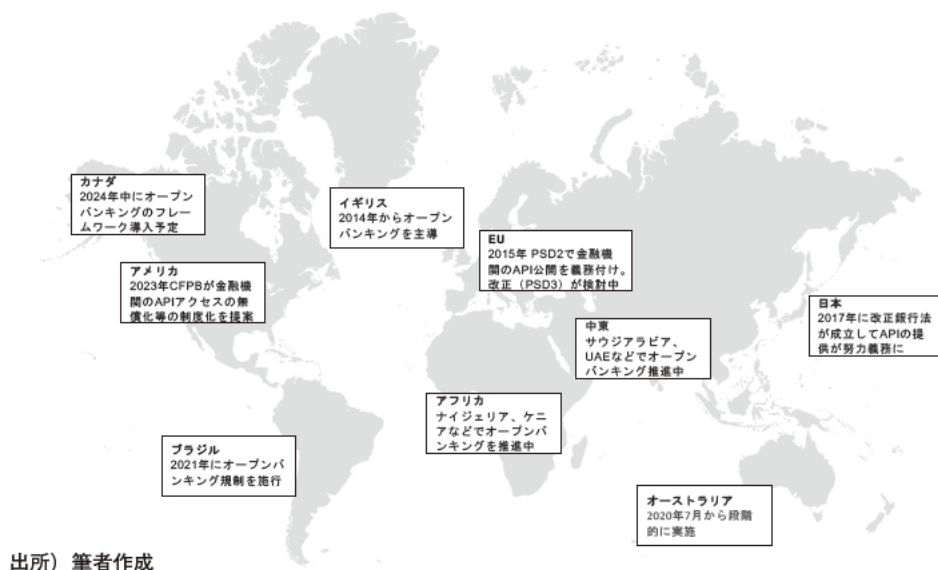 カナダ
2024年中にオープン
バンキングのフレー
ムワーク導入予定
イギリス
2014年からオープン
バンキングを主導
EU
2015年 PSD2で金融機
関のAPI公開を義務付け。
改正（PSD3）が検討中
アメリカ
2023年CFPBが金融機
関のAPIアクセスの無
償化等の制度化を提案
日本
2017年に改正銀行法
が成立してAPIの提
供が努力義務に
中東
サウジアラビア、
UAEなどでオープン
バンキング推進中
アフリカ
ナイジェリア、ケニ
アなどでオープンバ
ンキングを推進中
ブラジル
2021年にオープンバ
ンキング規制を施行
オーストラリア
2020年7月から段階
的に実施
出所）筆者作成